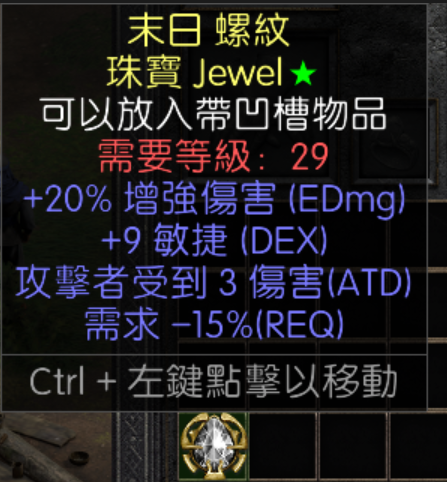 末日 螺紋
珠寶 Jewel★
可以放入帶凹槽物品
需要等級： 29
+20% 增強傷害 (EDmg)
+9 敏捷 (DEX)
攻擊者受到 3 傷害(ATD)
需求 −15%(REQ)
Ctrl + 左鍵點擊以移動